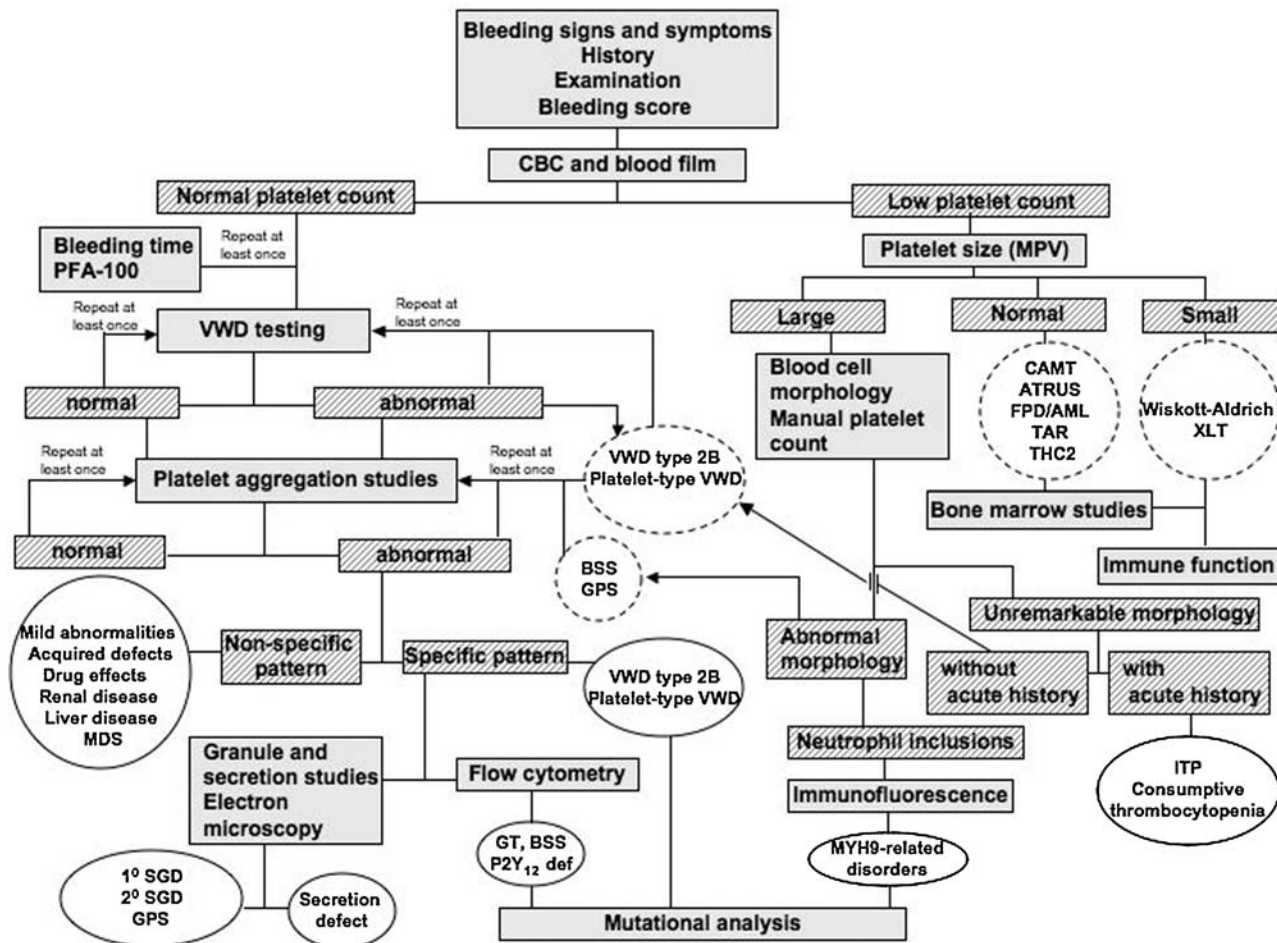 Bleeding signs and symptoms
History
Examination
Bleeding score
CBC and blood film
Normal platelet count
Low platelet count
Bleeding time
PFA-100
Repeat at
least once
Platelet size (MPV)
Repeat at
least once
VWD testing
Repeat at
least once
Large
Normal
Small
normal
abnormal
Blood cell
morphology
Manual platelet
count
CAMT
ATRUS
FPD/AML
TAR
THC2
Wiskott-Aldrich
XLT
Repeat at
least once
Platelet aggregation studies
Repeat at
least once
VWD type 2B
Platelet-type VWD
Bone marrow studies
normal
abnormal
BSS
GPS
Immune function
Unremarkable morphology
Mild abnormalities
Acquired defects
Drug effects
Renal disease
Liver disease
MDS
Non-specific
pattern
Specific pattern
VWD type 2B
Platelet-type VWD
Abnormal
morphology
without
acute history
with
acute history
Granule and
secretion studies
Electron
microscopy
Flow cytometry
Neutrophil inclusions
Immunofluorescence
ITP
Consumptive
thrombocytopenia
GT, BSS
P2Y12 def
MYH9-related
disorders
1º SGD
2º SGD
GPS
Secretion
defect
Mutational analysis